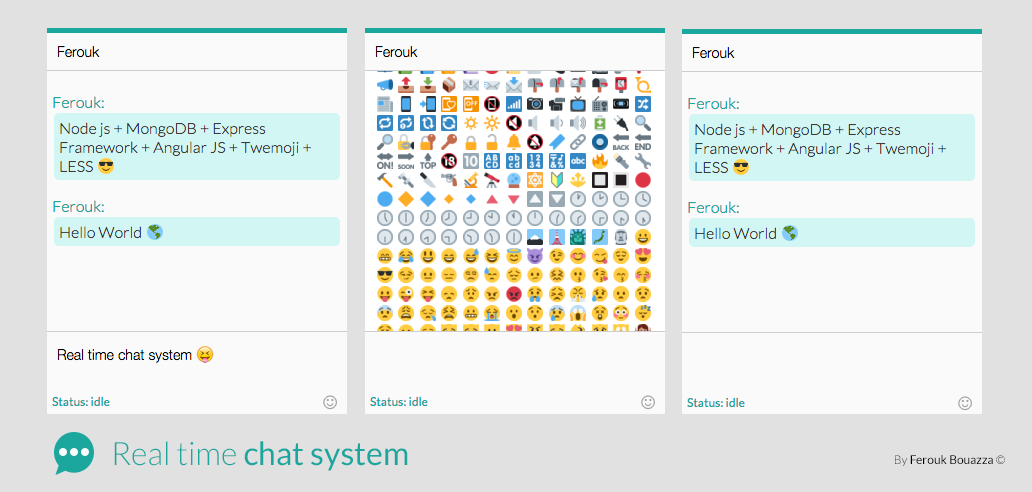 Ferouk
Ferouk:
Node js + MongoDB + Express
Framework + Angular JS + Twemoji +
LESS 😎
Ferouk:
Hello World 🌎
Real time chat system 😝
Status: idle
Ferouk
Status: idle
Ferouk
Ferouk:
Node js + MongoDB + Express
Framework + Angular JS + Twemoji +
LESS 😎
Ferouk:
Hello World 🌎
Status: idle
Real time chat system
By Ferouk Bouazza ©